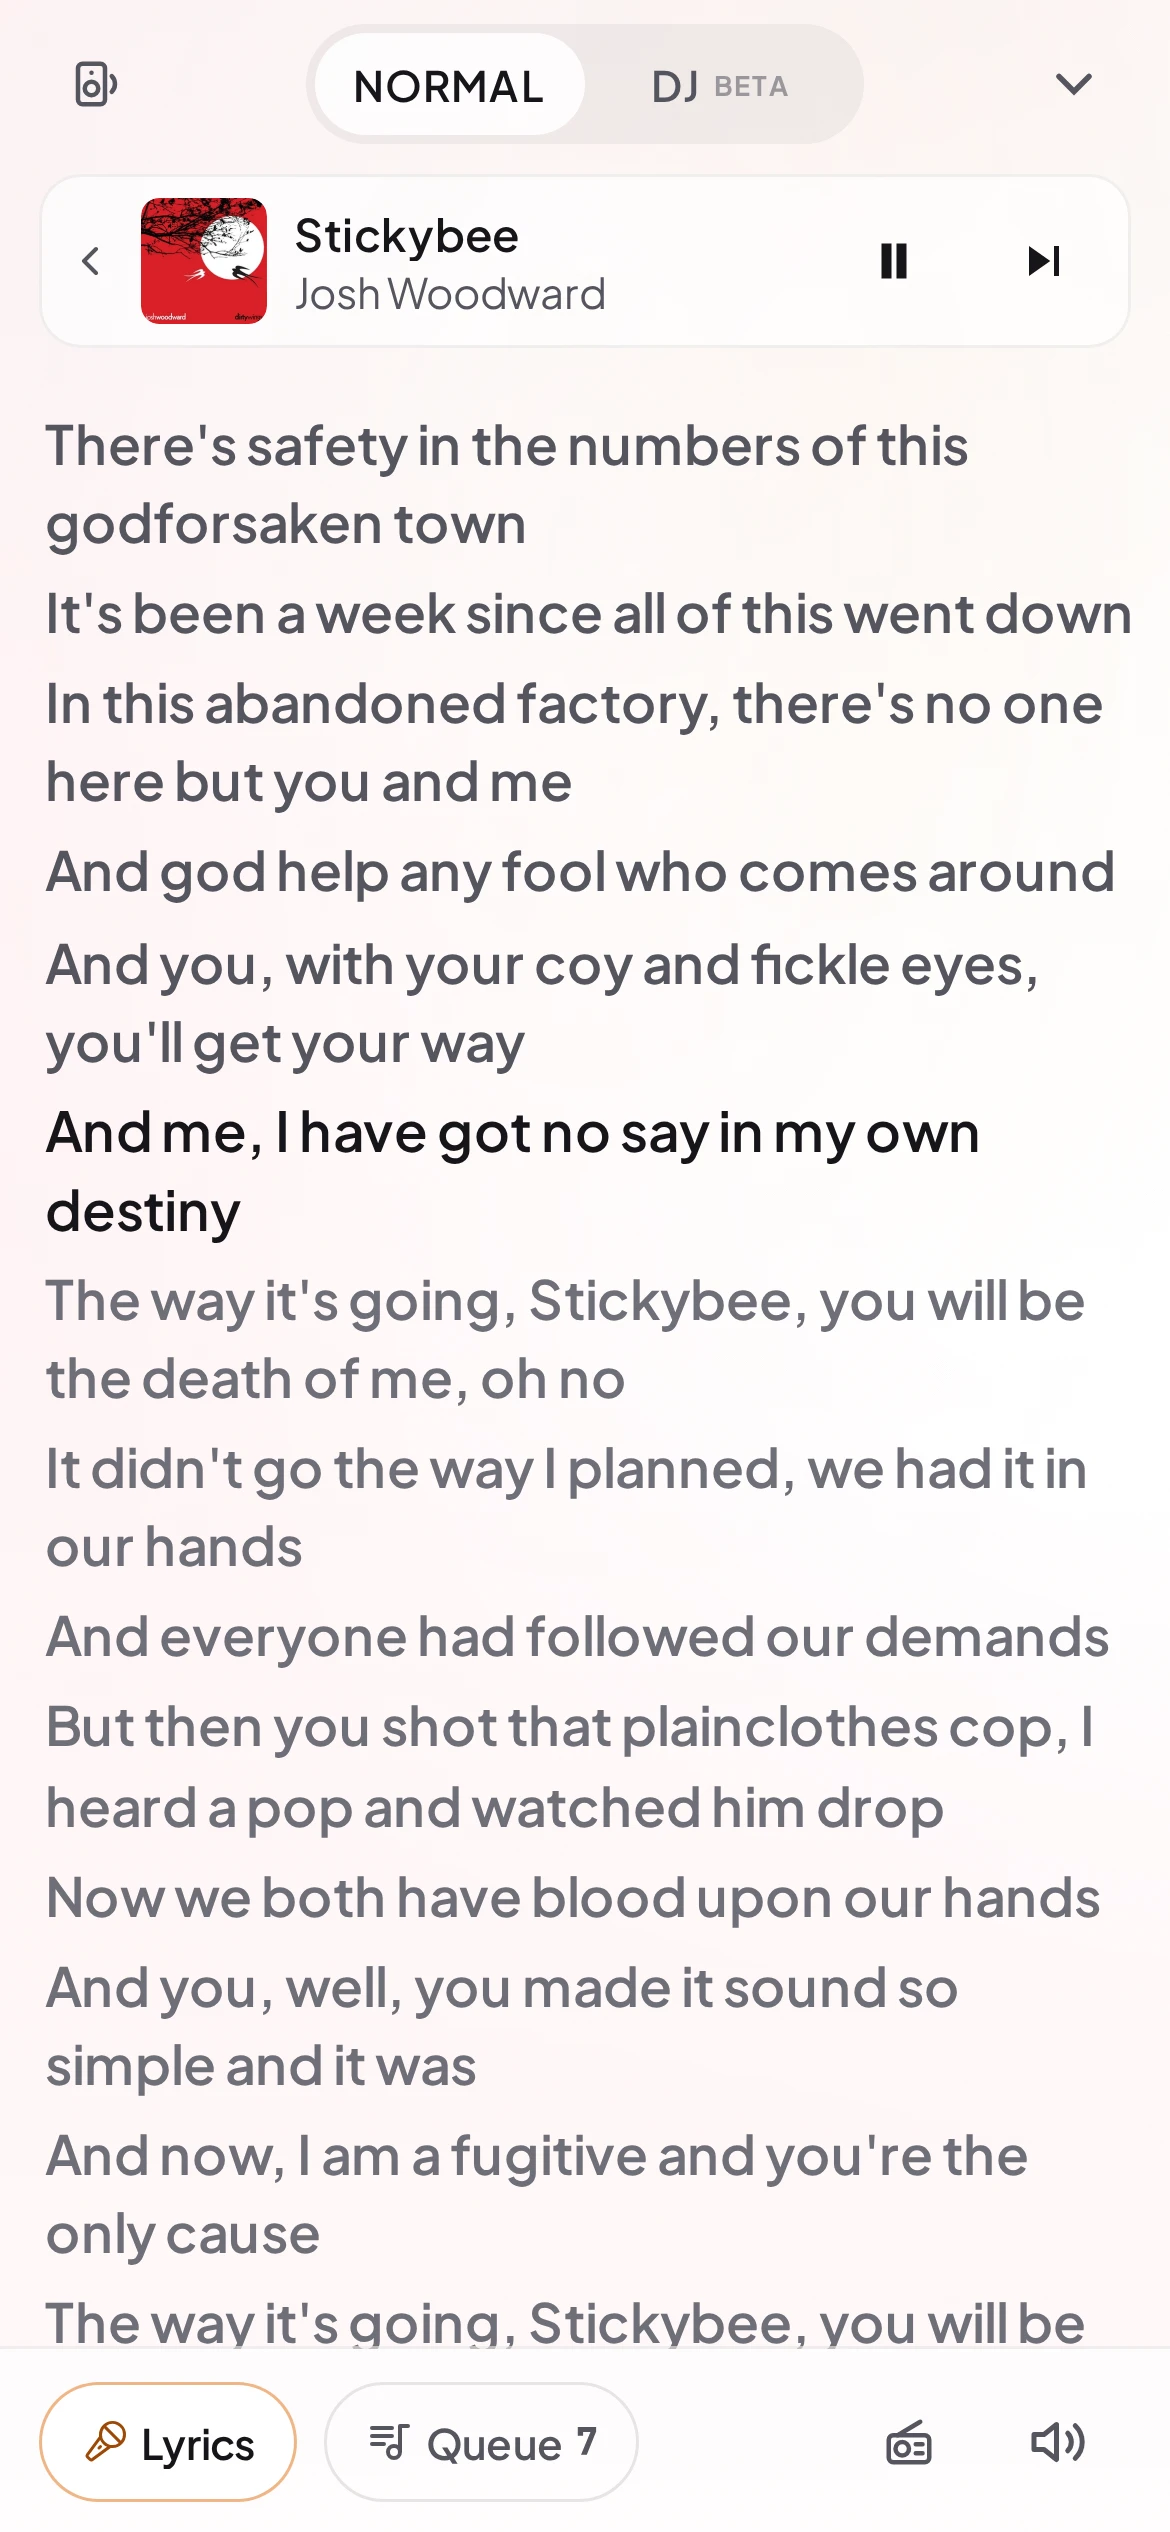 NORMAL
DJ BETA
Stickybee
Josh Woodward
joshwoodward
There's safety in the numbers of this
godforsaken town
It's been a week since all of this went down
In this abandoned factory, there's no one
here but you and me
And god help any fool who comes around
And you, with your coy and fickle eyes,
you'll get your way
And me, I have got no say in my own
destiny
The way it's going, Stickybee, you will be
the death of me, oh no
It didn't go the way I planned, we had it in
our hands
And everyone had followed our demands
But then you shot that plainclothes cop, I
heard a pop and watched him drop
Now we both have blood upon our hands
And you, well, you made it sound so
simple and it was
And now, I am a fugitive and you're the
only cause
The way it's going, Stickybee, you will be
Lyrics
Queue 7